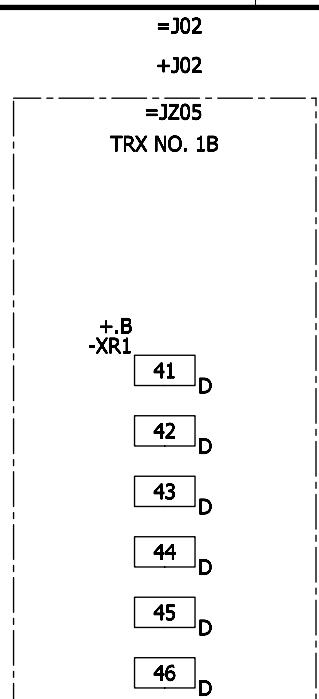 =J02
+J02
=JZ05
TRX NO. 1B
+.B
-XR1
41
D
42
D
43
D
44
D
45
D
46
D